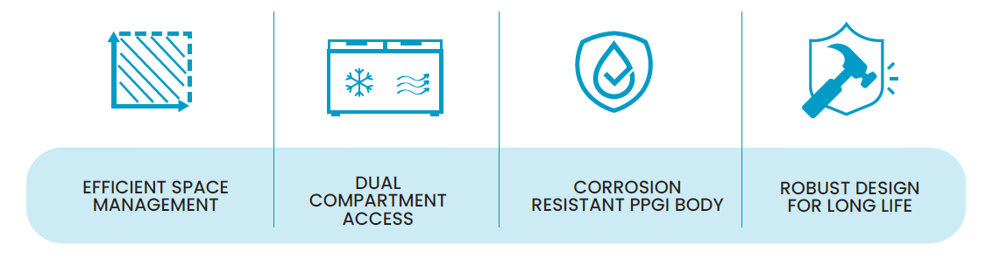 EFFICIENT SPACE
MANAGEMENT
DUAL
COMPARTMENT
ACCESS
CORROSION
RESISTANT PPGI BODY
ROBUST DESIGN
FOR LONG LIFE